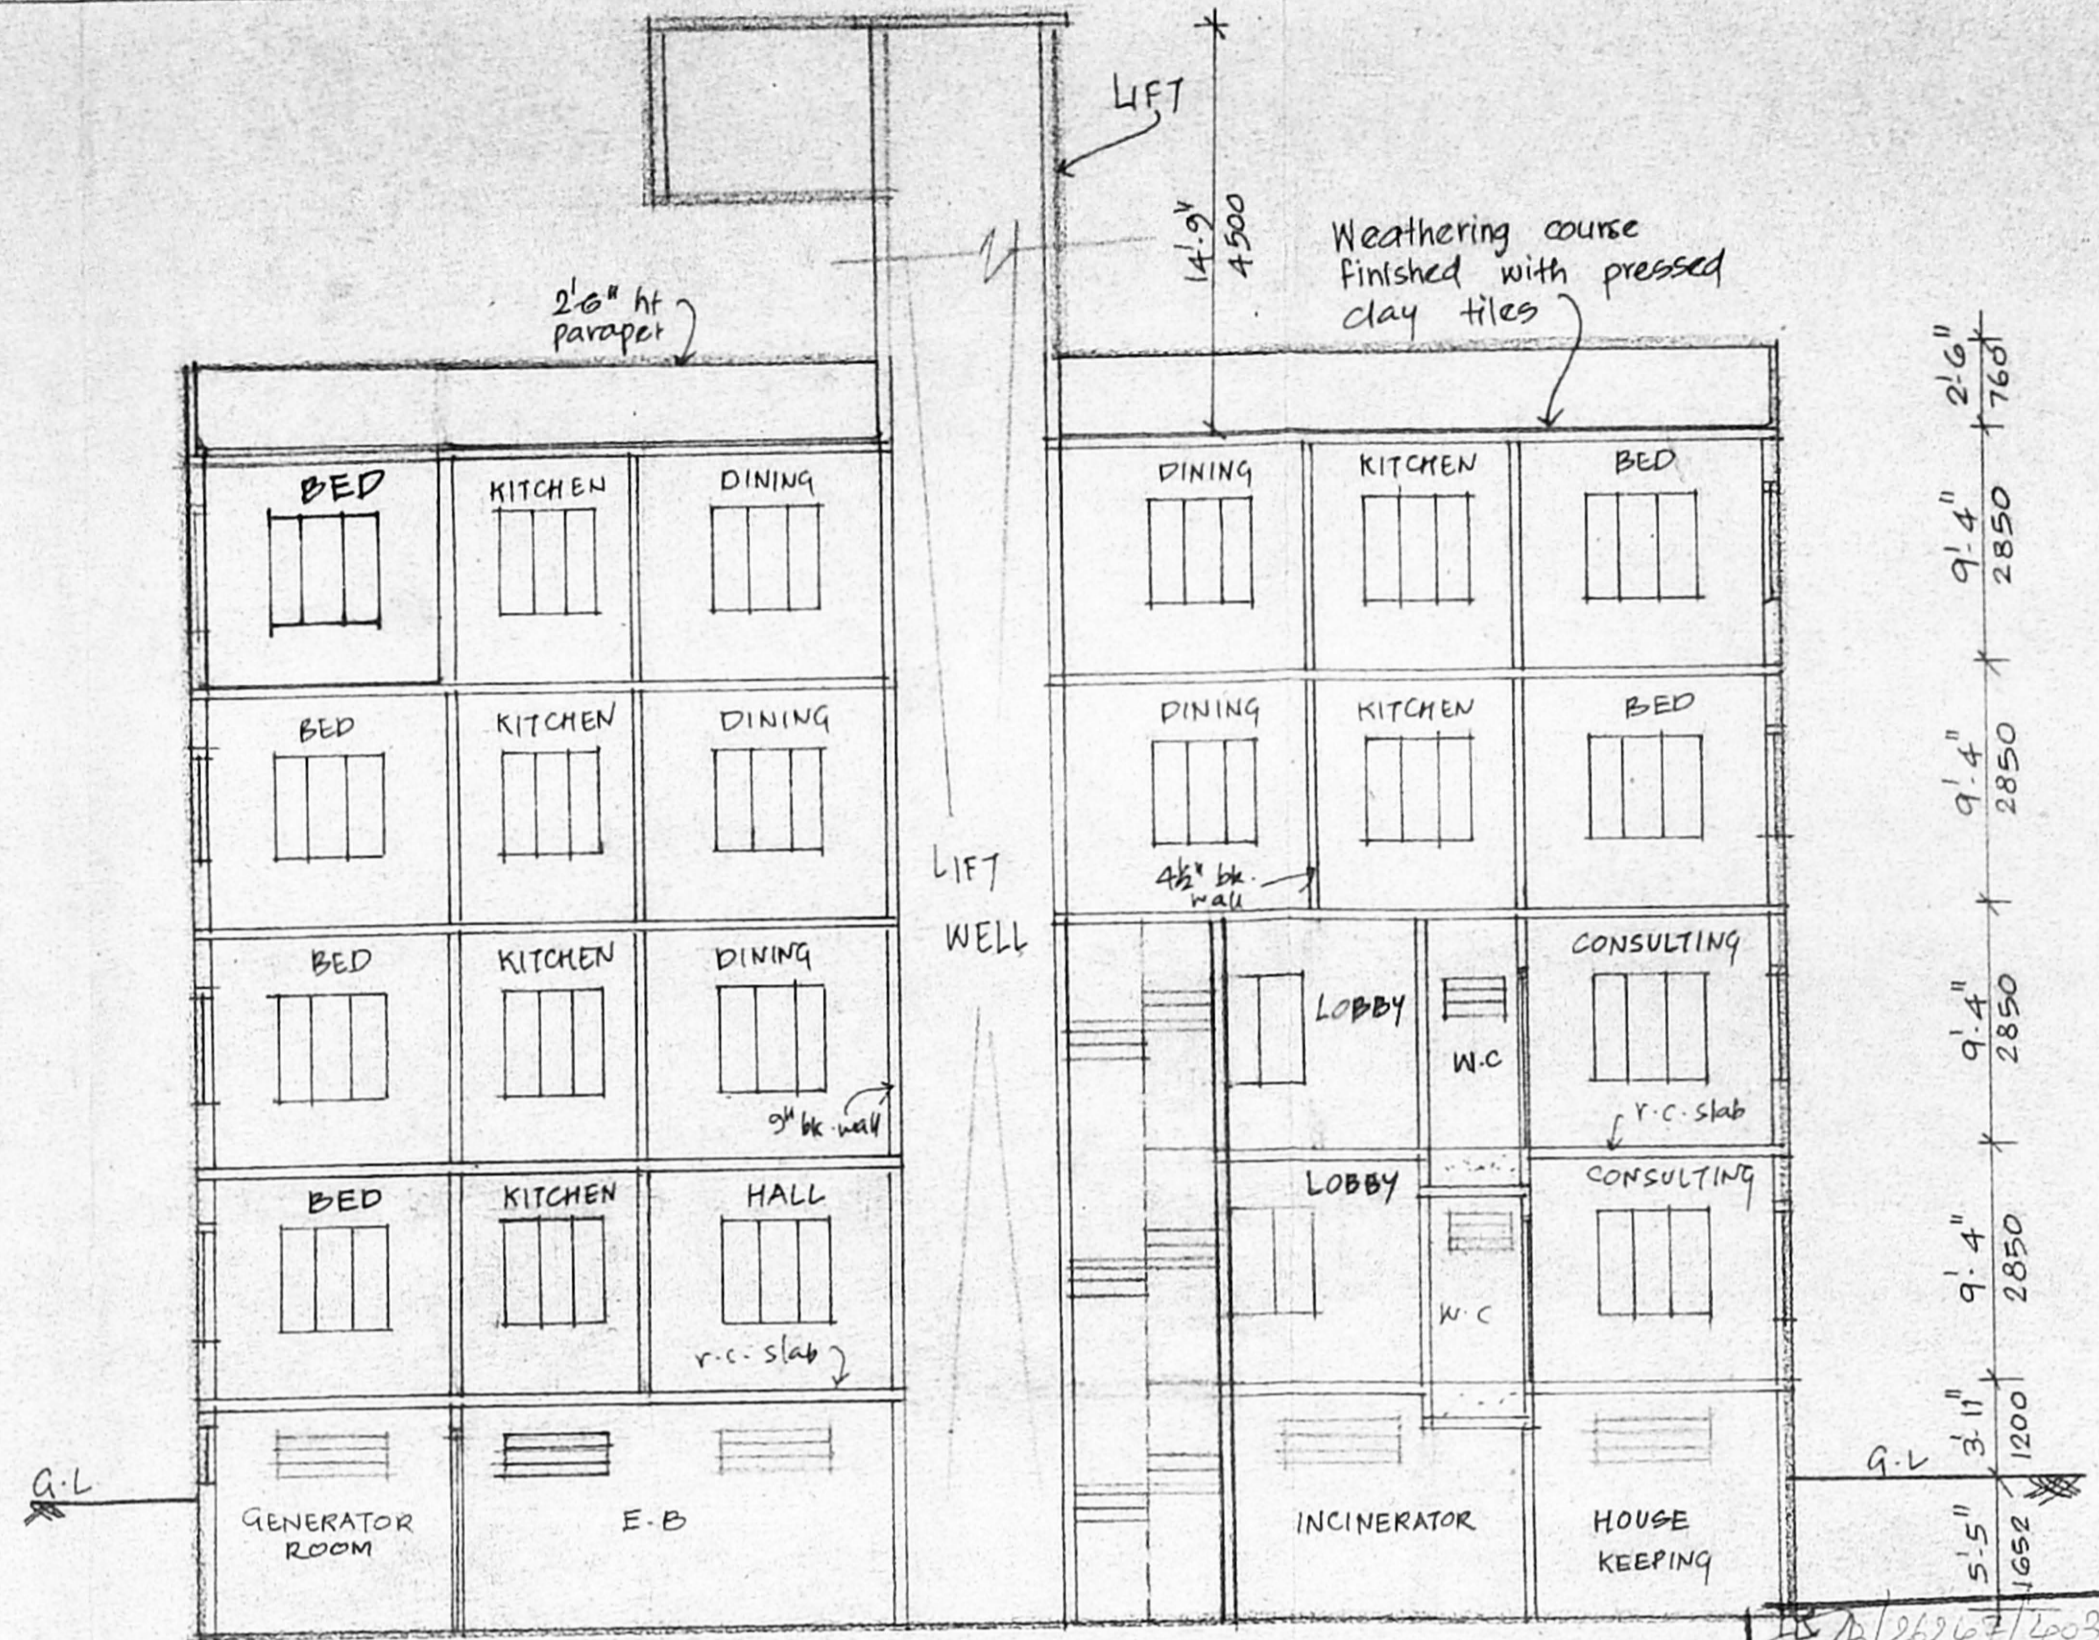 LIFT
14'-9"
4500
Weathering course
finished with pressed
clay tiles
2'-6" ht
parapet
2'-6"
760
BED
KITCHEN
DINING
DINING
KITCHEN
BED
9'-4"
2850
BED
KITCHEN
DINING
DINING
KITCHEN
BED
9'-4"
2850
4½" bk.
wall
LIFT
WELL
BED
KITCHEN
DINING
LOBBY
W.C
CONSULTING
9'-4"
2850
9" bk. wall
r.c. slab
BED
KITCHEN
HALL
LOBBY
W.C
CONSULTING
9'-4"
2850
r.c. slab
3'-11"
1200
G.L
G.L
GENERATOR
ROOM
E-B
INCINERATOR
HOUSE
KEEPING
5'-5"
1652